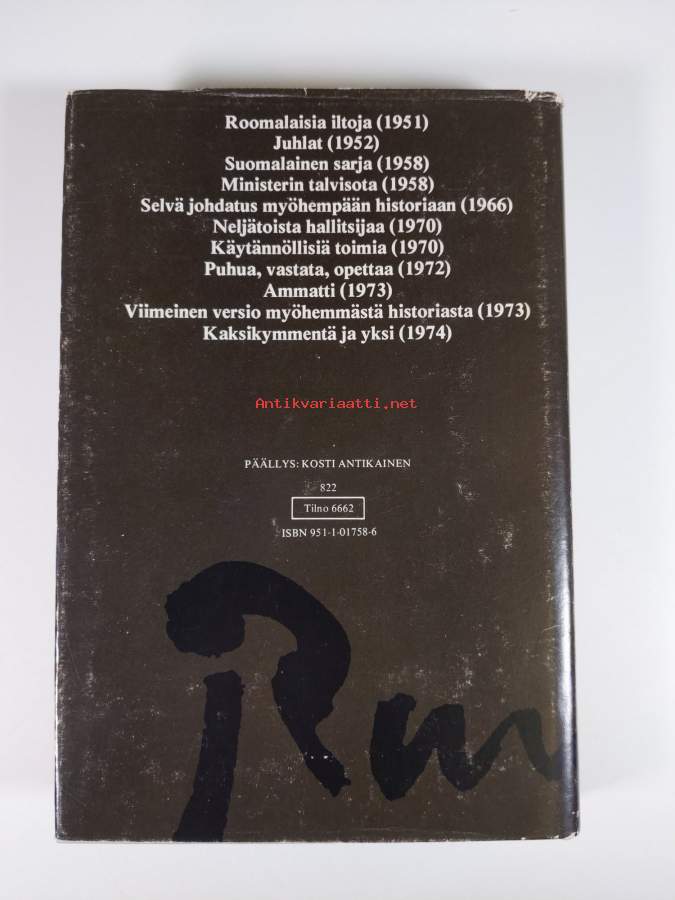 Roomalaisia iltoja (1951)
Juhlat (1952)
Suomalainen sarja (1958)
Ministerin talvisota (1958)
Selvä johdatus myöhempään historiaan (1966)
Neljätoista hallitsijaa (1970)
Käytännöllisiä toimia (1970)
Puhua, vastata, opettaa (1972)
Ammatti (1973)
Viimeinen versio myöhemmästä historiasta (1973)
Kaksikymmentä ja yksi (1974)
Antikvariaatti.net
PÄÄLLYS: KOSTI ANTIKAINEN
822
Tilno 6662
ISBN 951-1-01758-6